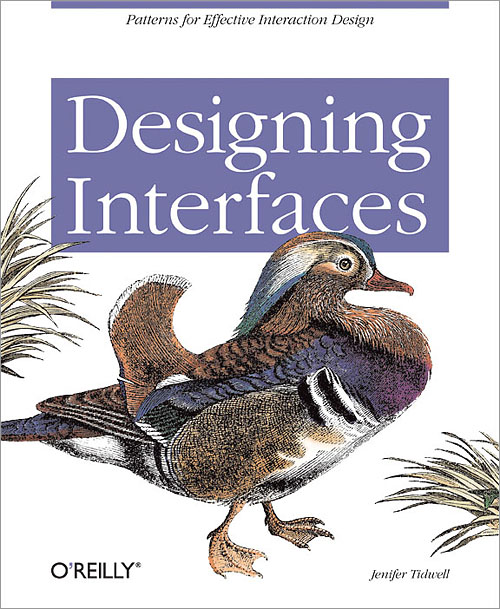 Patterns for Effective Interaction Design
Designing
Interfaces
O'REILLY®
Jenifer Tidwell